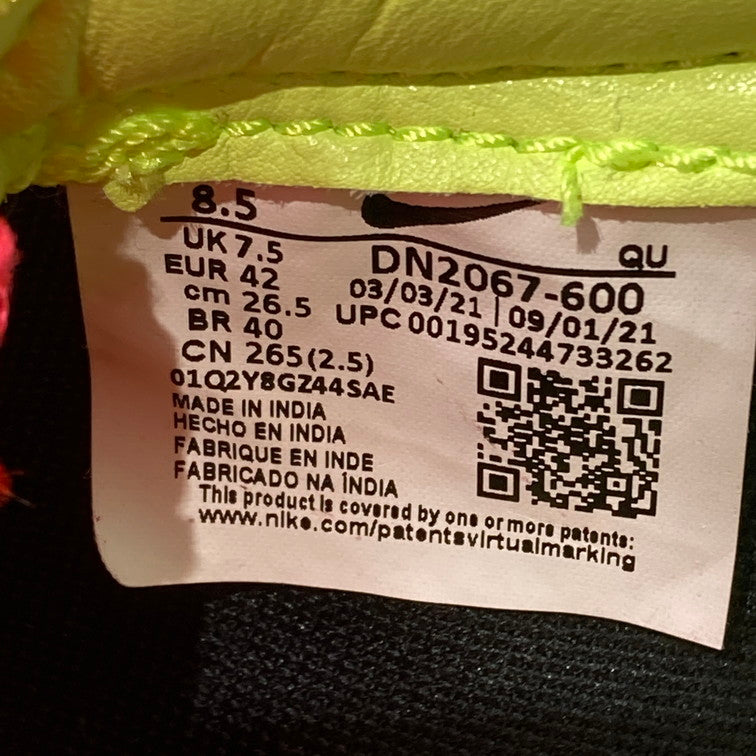 8.5
UK 7.5
EUR 42
cm 26.5
BR 40
CN 265(2.5)
QU
DN2067-600
03/03/21 | 09/01/21
UPC 00195244733262
01Q2Y8GZ44SAE
MADE IN INDIA
HECHO EN INDIA
FABRIQUE EN INDE
FABRICADO NA ÍNDIA
This product is covered by one or more patents:
www.nike.com/patentsvirtualmarking